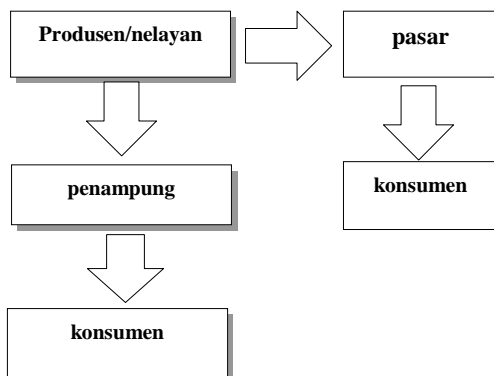 Produsen/nelayan
pasar
penampung
konsumen
konsumen